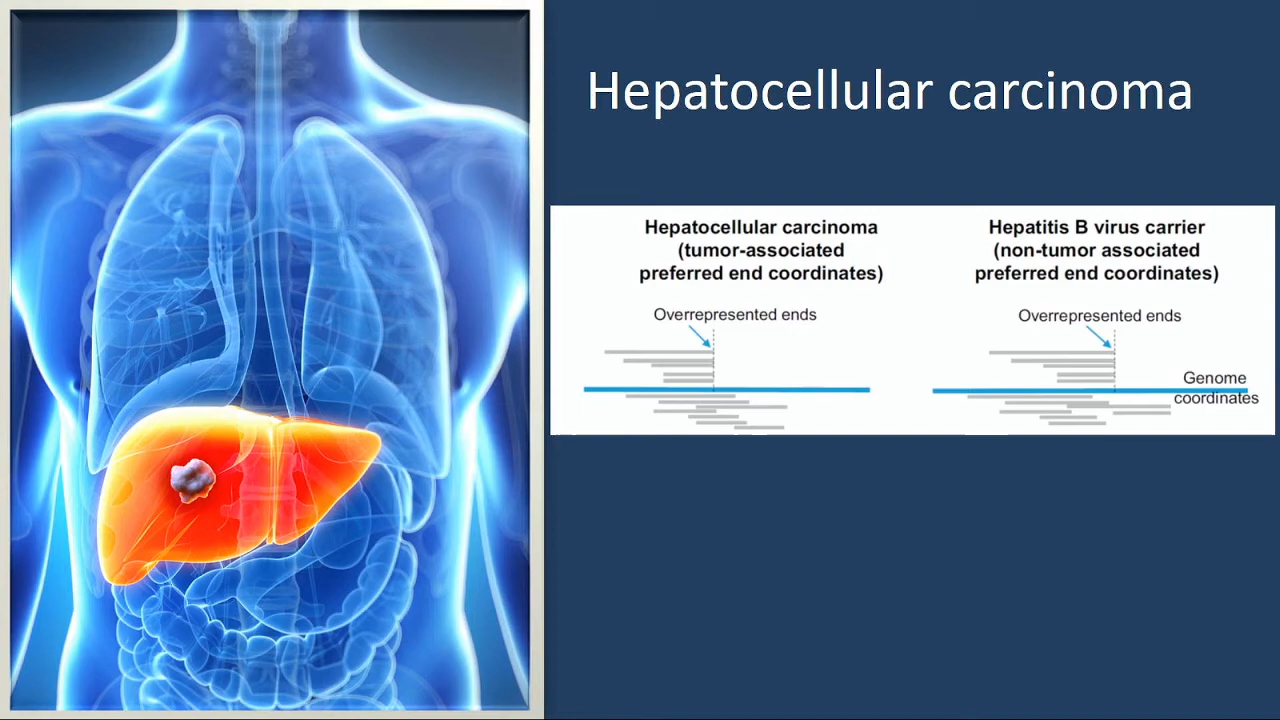 Hepatocellular carcinoma
Hepatocellular carcinoma
(tumor-associated
preferred end coordinates)
Overrepresented ends
Hepatitis B virus carrier
(non-tumor associated
preferred end coordinates)
Overrepresented ends
Genome
coordinates